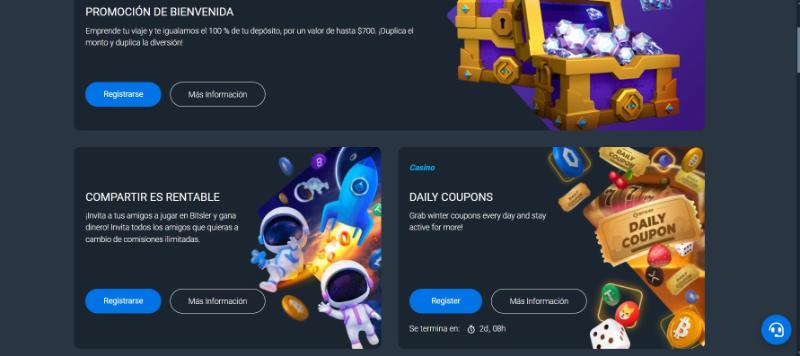 PROMOCIÓN DE BIENVENIDA
Emprende tu viaje y te igualamos el 100 % de tu depósito, por un valor de hasta $700. ¡Duplica el
monto y duplica la diversión!
Registrarse
Más Información
COMPARTIR ES RENTABLE
¡Invita a tus amigos a jugar en Bitsler y gana
dinero! Invita todos los amigos que quieras a
cambio de comisiones ilimitadas.
Registrarse
Más Información
Casino
DAILY COUPONS
Grab winter coupons every day and stay
active for more!
Register
Más Información
Se termina en: 2d, 08h
DAILY
COUPON
DAILY
COUPON